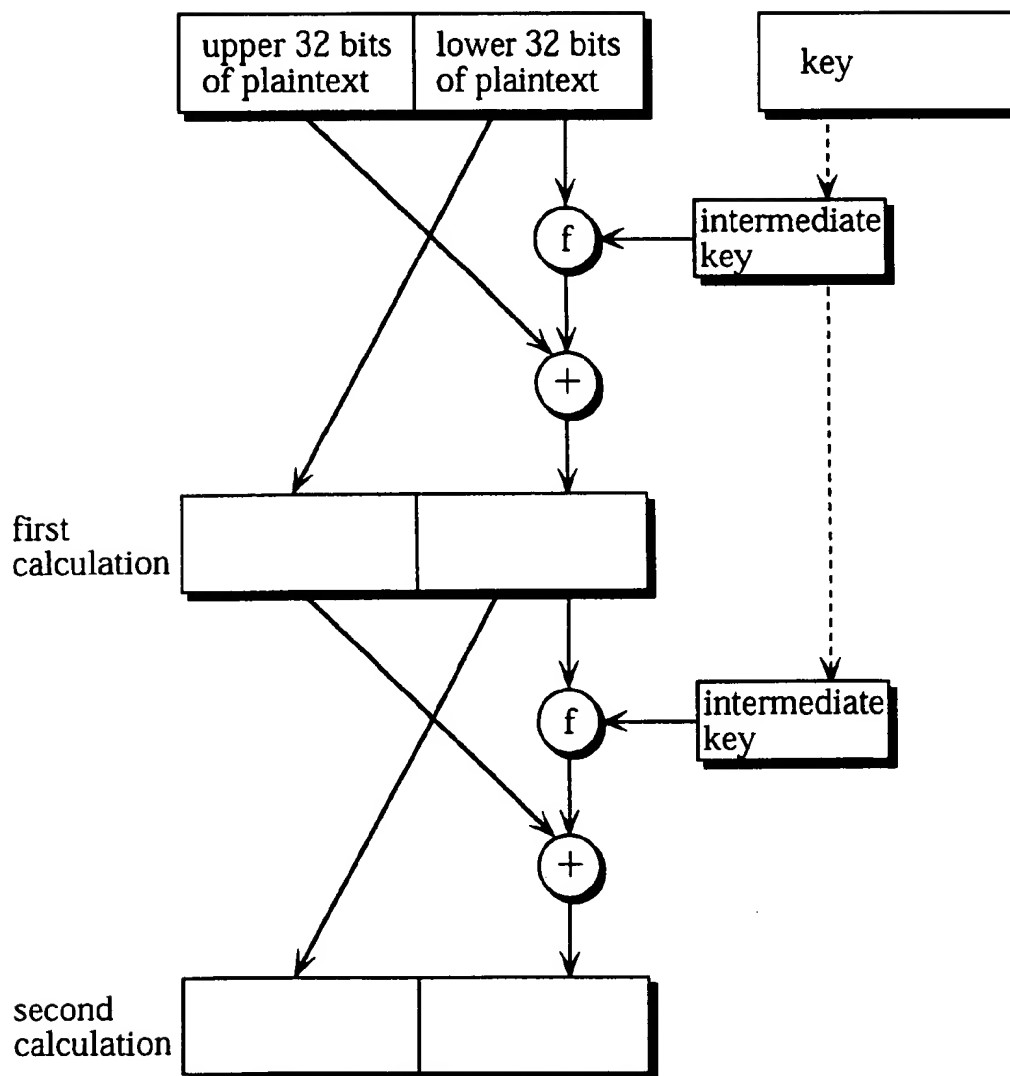 upper 32 bits
of plaintext
lower 32 bits
of plaintext
key
intermediate
key
f
+
first
calculation
intermediate
key
f
+
second
calculation